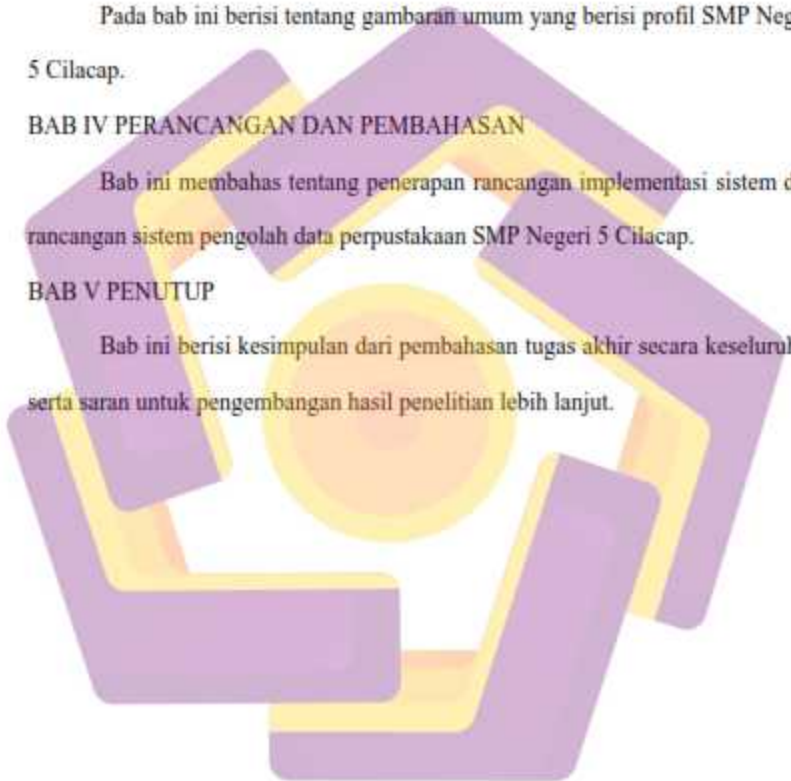 Pada bab ini berisi tentang gambaran umum yang berisi profil SMP Neg
5 Cilacap.
BAB IV PERANCANGAN DAN PEMBAHASAN
Bab ini membahas tentang penerapan rancangan implementasi sistem d
rancangan sistem pengolah data perpustakaan SMP Negeri 5 Cilacap.
BAB V PENUTUP
Bab ini berisi kesimpulan dari pembahasan tugas akhir secara keseluruh
serta saran untuk pengembangan hasil penelitian lebih lanjut.